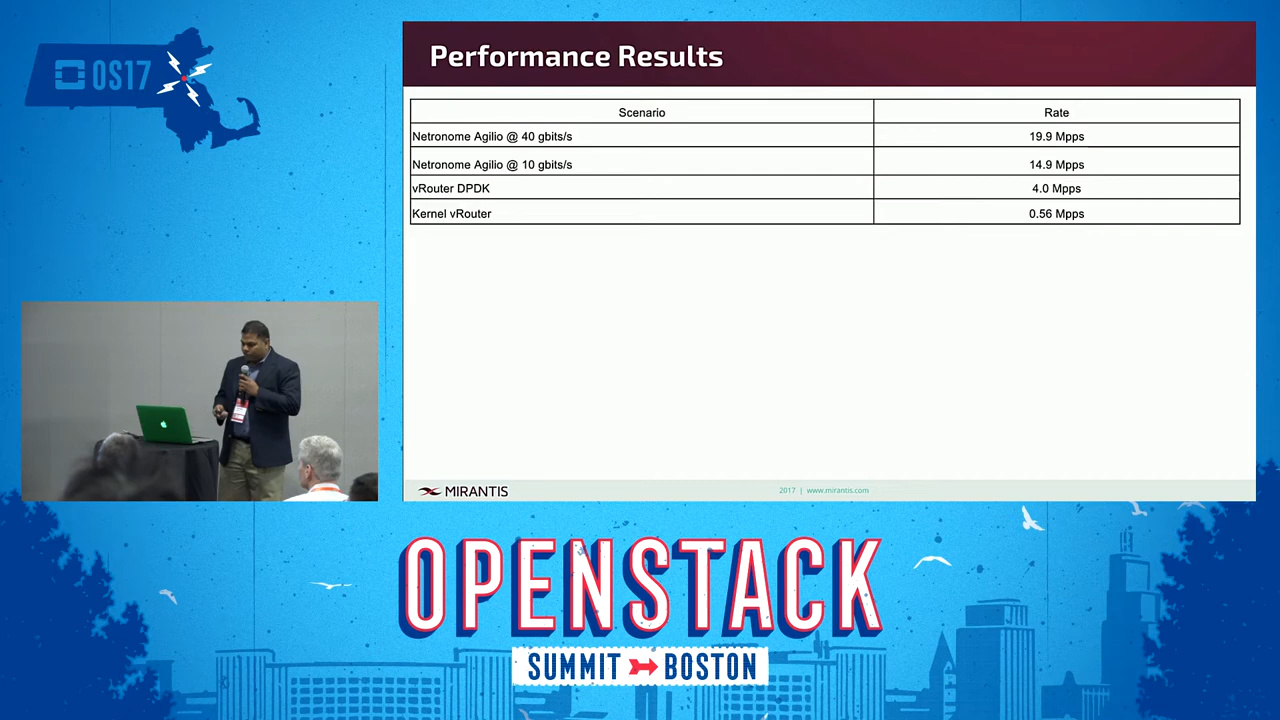 OS17
Performance Results
Scenario Rate
Netronome Agilio @ 40 gbits/s 19.9 Mpps
Netronome Agilio @ 10 gbits/s 14.9 Mpps
vRouter DPDK 4.0 Mpps
Kernel vRouter 0.56 Mpps
MIRANTIS 2017 | www.mirantis.com
OPENSTACK
SUMMIT BOSTON